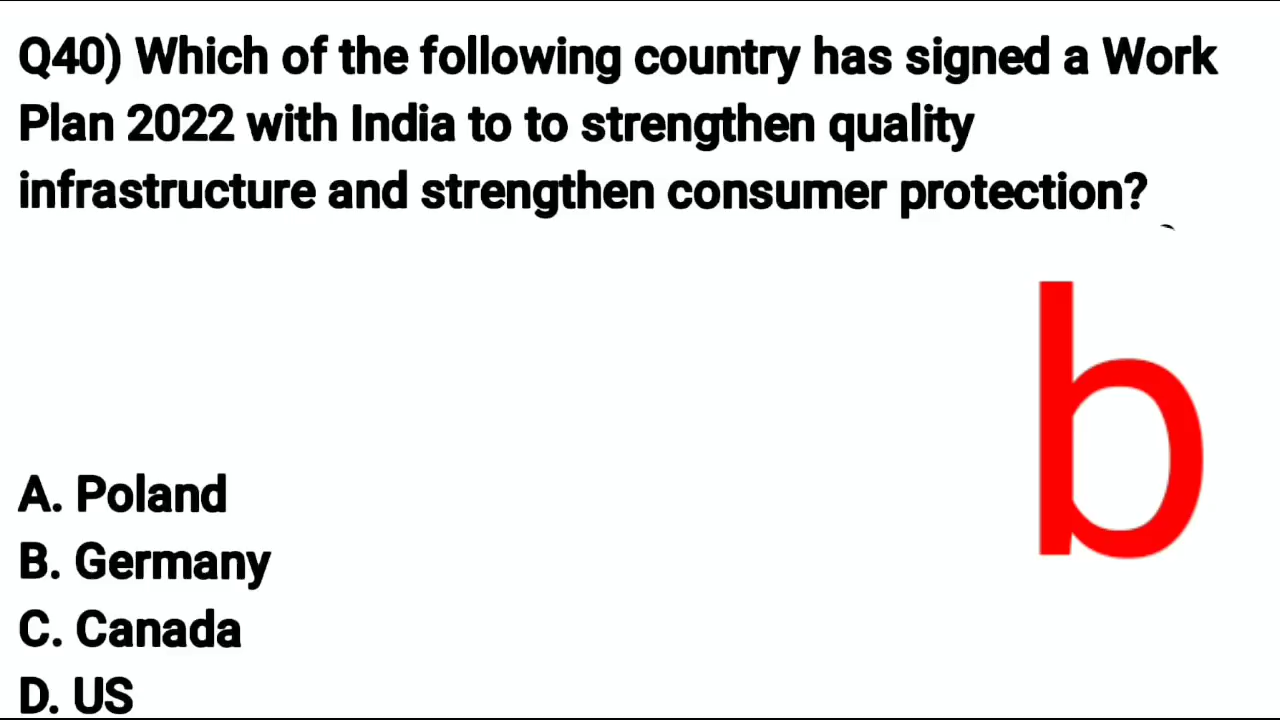 Q40) Which of the following country has signed a Work
Plan 2022 with India to to strengthen quality
infrastructure and strengthen consumer protection?
b
A. Poland
B. Germany
C. Canada
D. US